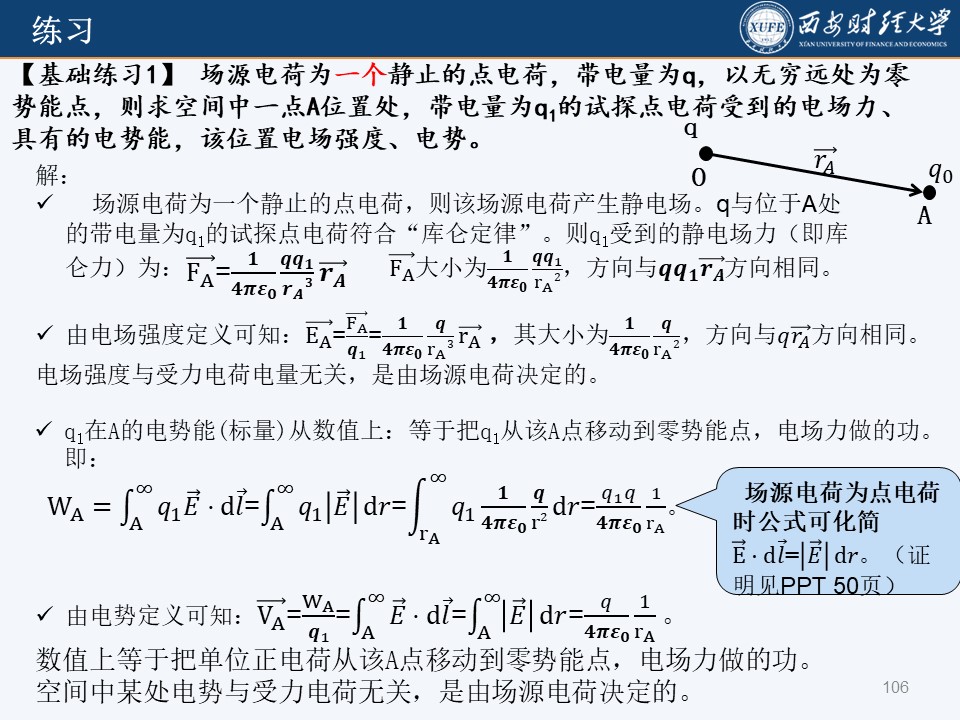 练习
西安财经大学
XUFE
XI'AN UNIVERSITY OF FINANCE AND ECONOMICS
【基础练习1】 场源电荷为一个静止的点电荷，带电量为q，以无穷远处为零
势能点，则求空间中一点A位置处，带电量为q₁的试探点电荷受到的电场力、
具有的电势能，该位置电场强度、电势。
q
O
$\overrightarrow{r_A}$
$q_0$
A
解：
✓ 场源电荷为一个静止的点电荷，则该场源电荷产生静电场。q与位于A处
的带电量为q₁的试探点电荷符合“库仑定律”。则q₁受到的静电场力（即库
仑力）为：$\overrightarrow{F_A}=\frac{1}{4\pi\varepsilon_0}\frac{qq_1}{r_A{}^3}\overrightarrow{r_A}$ $\overrightarrow{F_A}$大小为$\frac{1}{4\pi\varepsilon_0}\frac{qq_1}{r_A{}^2}$，方向与$qq_1\overrightarrow{r_A}$方向相同。
✓ 由电场强度定义可知：$\overrightarrow{E_A}=\frac{\overrightarrow{F_A}}{q_1}=\frac{1}{4\pi\varepsilon_0}\frac{q}{r_A{}^3}\overrightarrow{r_A}$ ，其大小为$\frac{1}{4\pi\varepsilon_0}\frac{q}{r_A{}^2}$，方向与$q\overrightarrow{r_A}$方向相同。
电场强度与受力电荷电量无关，是由场源电荷决定的。
✓ q₁在A的电势能(标量)从数值上：等于把q₁从该A点移动到零势能点，电场力做的功。
即：
$W_A=\int_A^\infty q_1\vec{E}\cdot d\vec{l}=\int_A^\infty q_1|\vec{E}|dr=\int_{r_A}^\infty q_1\frac{1}{4\pi\varepsilon_0}\frac{q}{r^2}dr=\frac{q_1q}{4\pi\varepsilon_0}\frac{1}{r_A}$。
场源电荷为点电荷
时公式可化简
$\vec{E}\cdot d\vec{l}=|\vec{E}|dr$。（证
明见PPT 50页）
✓ 由电势定义可知：$\overrightarrow{V_A}=\frac{W_A}{q_1}=\int_A^\infty\vec{E}\cdot d\vec{l}=\int_A^\infty|\vec{E}|dr=\frac{q}{4\pi\varepsilon_0}\frac{1}{r_A}$ 。
数值上等于把单位正电荷从该A点移动到零势能点，电场力做的功。
空间中某处电势与受力电荷无关，是由场源电荷决定的。
106